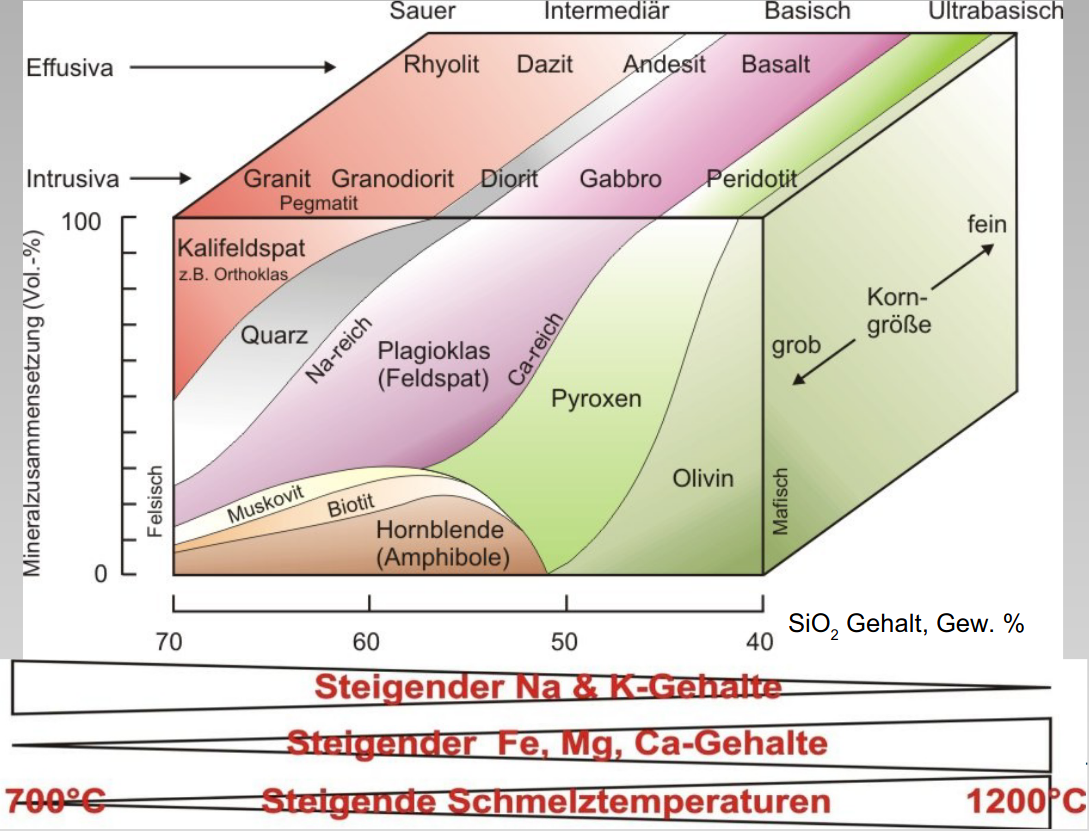 Sauer Intermediär Basisch Ultrabasisch
Effusiva
Rhyolit Dazit Andesit Basalt
Intrusiva
Granit Granodiorit Diorit Gabbro Peridotit
Pegmatit
Mineralzusammensetzung (Vol.-%)
100
0
Kalifeldspat
z.B. Orthoklas
Quarz
Na-reich
Plagioklas
(Feldspat)
Ca-reich
Pyroxen
Olivin
Felsisch
Muskovit
Biotit
Hornblende
(Amphibole)
Mafisch
fein
Korn-
größe
grob
70 60 50 40
SiO₂ Gehalt, Gew. %
Steigender Na & K-Gehalte
Steigender Fe, Mg, Ca-Gehalte
700°C Steigende Schmelztemperaturen 1200°C